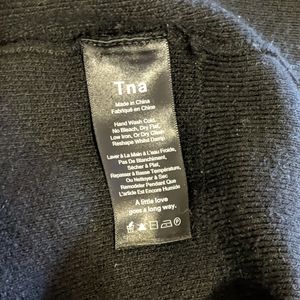 Tna
Made in China
Fabriqué en Chine
Hand Wash Cold,
No Bleach, Dry Flat,
Low Iron, Or Dry Clean
Reshape Whilst Damp
Laver à La Main à L'eau Froide,
Pas De Blanchiment,
Sécher à Plat,
Repasser à Basse Température,
Ou Nettoyer à Sec
Remodeler Pendant Que
L'article Est Encore Humide
A little love
goes a long way.